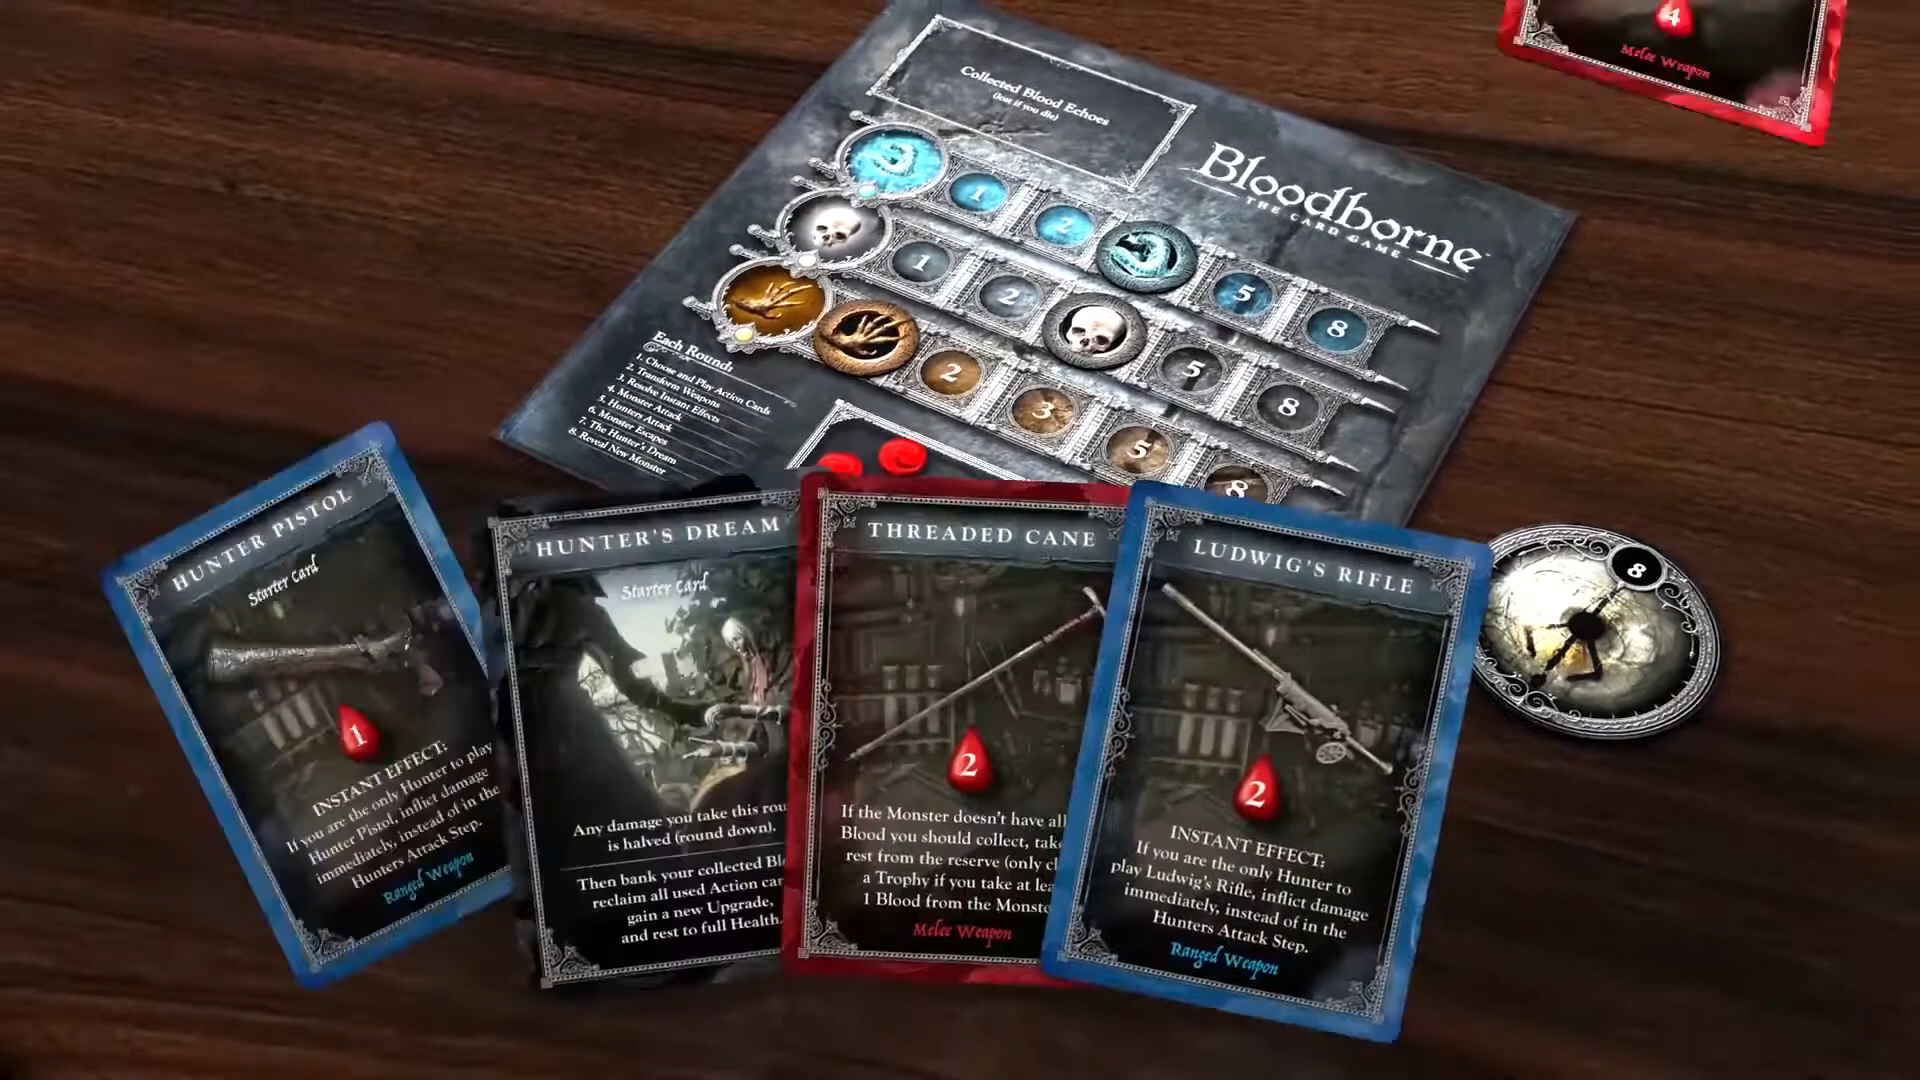 4
Melee Weapon
Collected Blood Echoes
(lost if you die)
Bloodborne
THE CARD GAME
1 2 5 8
1 2 5 8
2 3 5 8
Each Round:
1. Choose and Play Action Cards
2. Transform Weapons
3. Resolve Instant Effects
4. Monster Attack
5. Hunters Attack
6. Monster Escapes
7. The Hunter's Dream
8. Reveal New Monster
HUNTER PISTOL
Starter Card
1
INSTANT EFFECT:
If you are the only Hunter to play
Hunter Pistol, inflict damage
immediately, instead of in the
Hunters Attack Step.
Ranged Weapon
HUNTER'S DREAM
Starter Card
Any damage you take this rou
is halved (round down).
Then bank your collected Bl
reclaim all used Action car
gain a new Upgrade,
and rest to full Health.
THREADED CANE
2
If the Monster doesn't have all
Blood you should collect, take
rest from the reserve (only cl
a Trophy if you take at lea
1 Blood from the Monste
Melee Weapon
LUDWIG'S RIFLE
2
INSTANT EFFECT:
If you are the only Hunter to
play Ludwig's Rifle, inflict damage
immediately, instead of in the
Hunters Attack Step.
Ranged Weapon
8